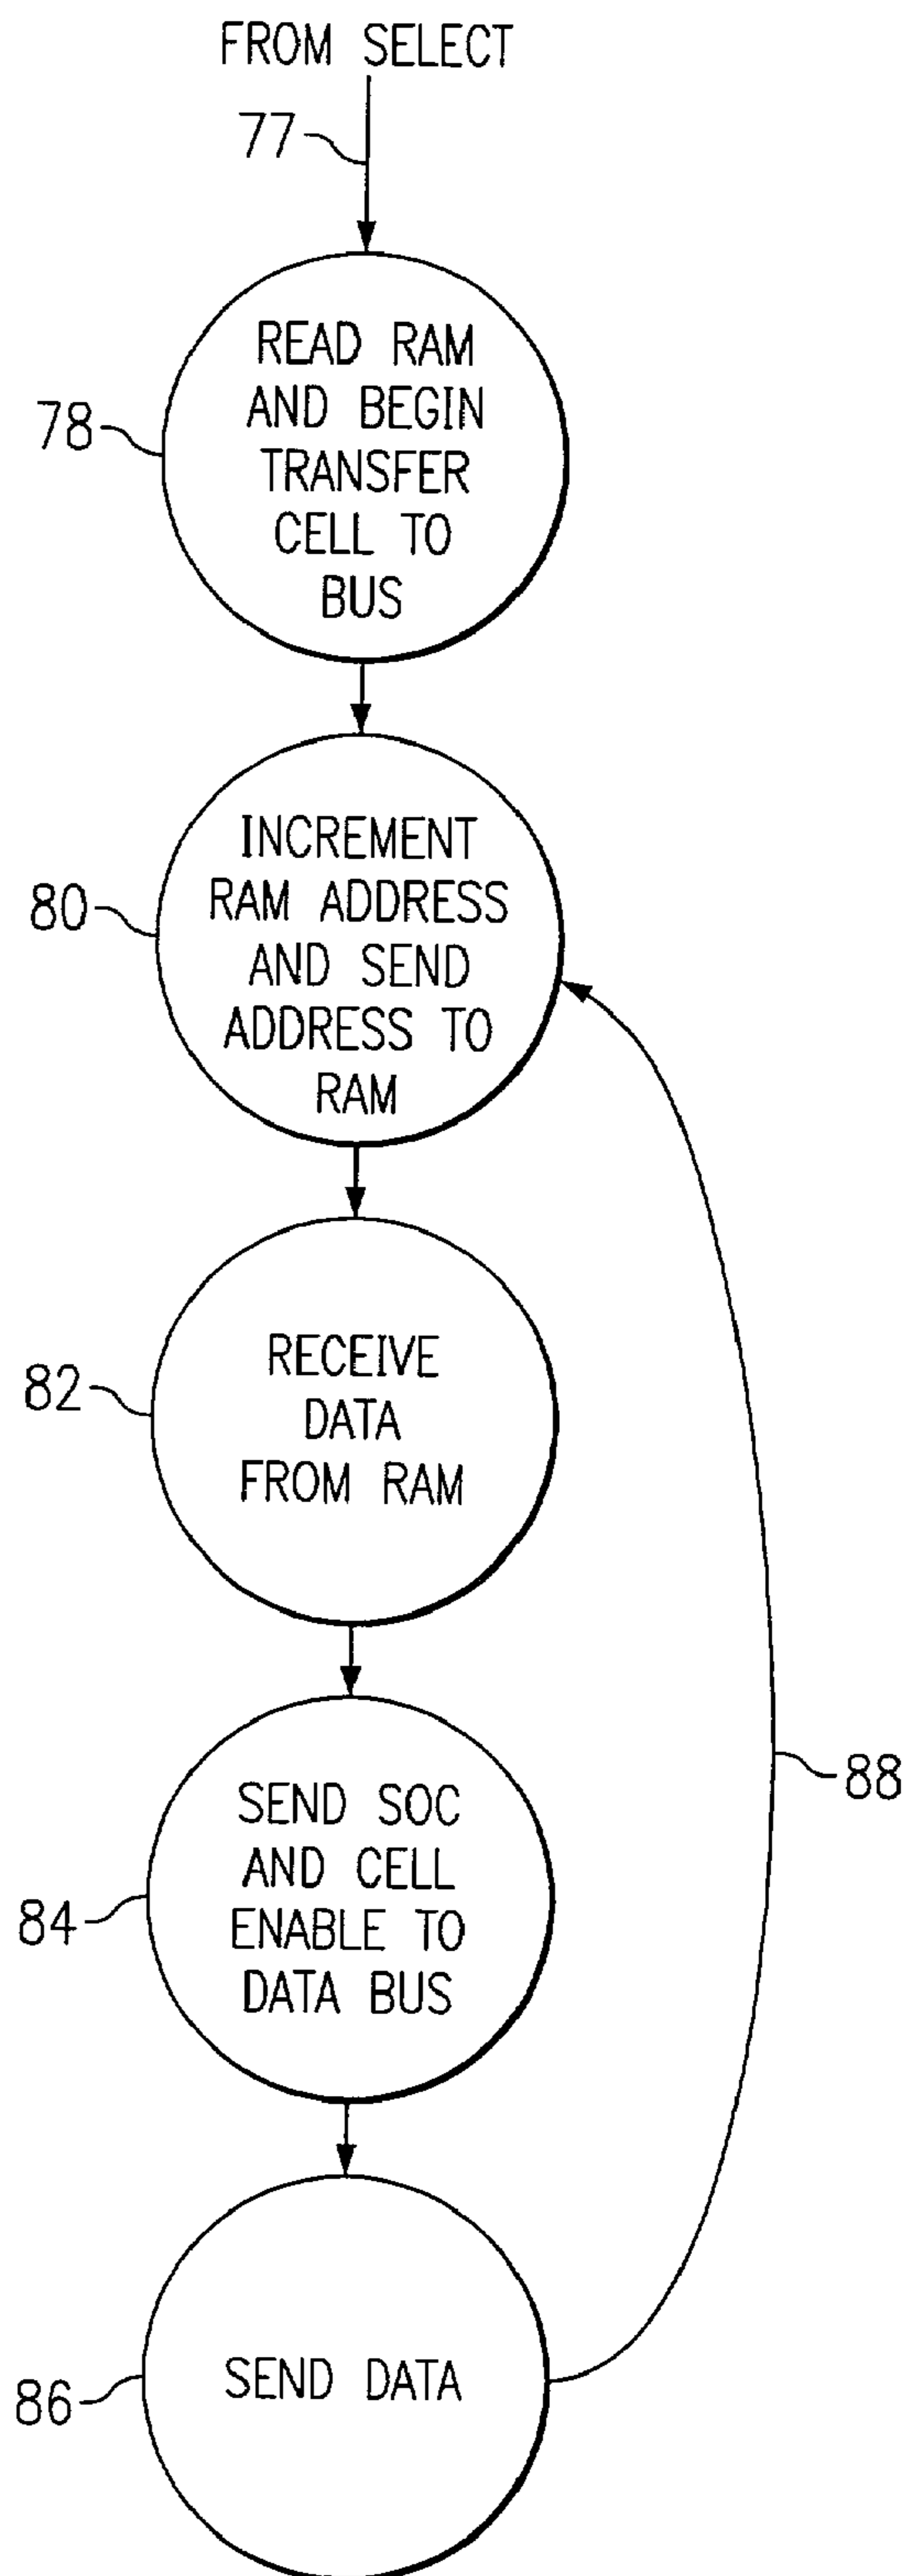 FROM SELECT
77
READ RAM
AND BEGIN
TRANSFER
CELL TO
BUS
78
INCREMENT
RAM ADDRESS
AND SEND
ADDRESS TO
RAM
80
RECEIVE
DATA
FROM RAM
82
SEND SOC
AND CELL
ENABLE TO
DATA BUS
84
88
SEND DATA
86